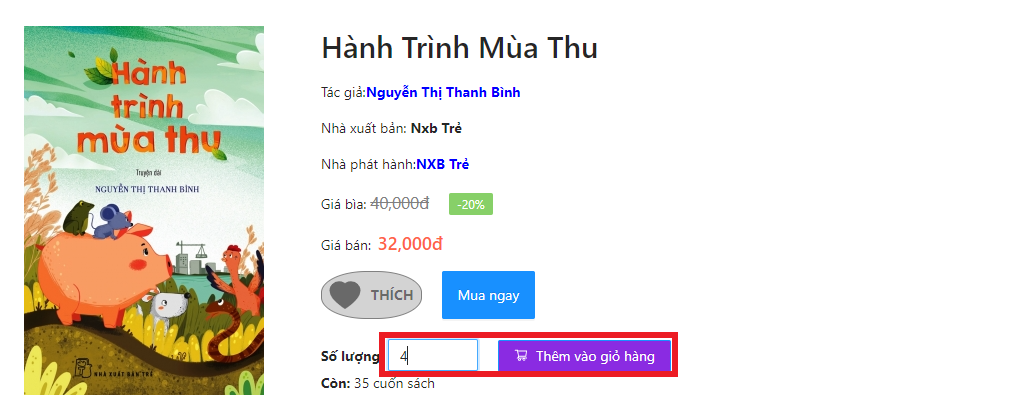 Hành
trình
mùa thu
Truyện dài
NGUYỄN THỊ THANH BÌNH
NHÀ XUẤT BẢN TRẺ
Hành Trình Mùa Thu
Tác giả:Nguyễn Thị Thanh Bình
Nhà xuất bản: Nxb Trẻ
Nhà phát hành:NXB Trẻ
Giá bìa: 40,000đ -20%
Giá bán: 32,000đ
THÍCH Mua ngay
Số lượng 4 Thêm vào giỏ hàng
Còn: 35 cuốn sách